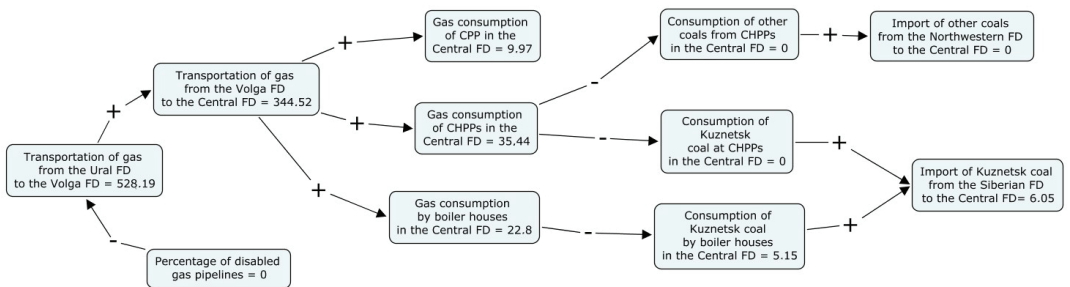 Gas consumption
of CPP in the
Central FD = 9.97
Consumption of other
coals from CHPPs
in the Central FD = 0
Import of other coals
from the Northwestern FD
to the Central FD = 0
+
+
-
Transportation of gas
from the Volga FD
to the Central FD = 344.52
+
+
Gas consumption
of CHPPs in the
Central FD = 35,44
-
Consumption of
Kuznetsk
coal at CHPPs
in the Central FD = 0
+
Transportation of gas
from the Ural FD
to the Volga FD = 528.19
+
Import of Kuznetsk coal
from the Siberian FD
to the Central FD= 6.05
Gas consumption
by boiler houses
in the Central FD = 22.8
-
Consumption of
Kuznetsk coal
by boiler houses
in the Central FD = 5.15
+
-
Percentage of disabled
gas pipelines = 0